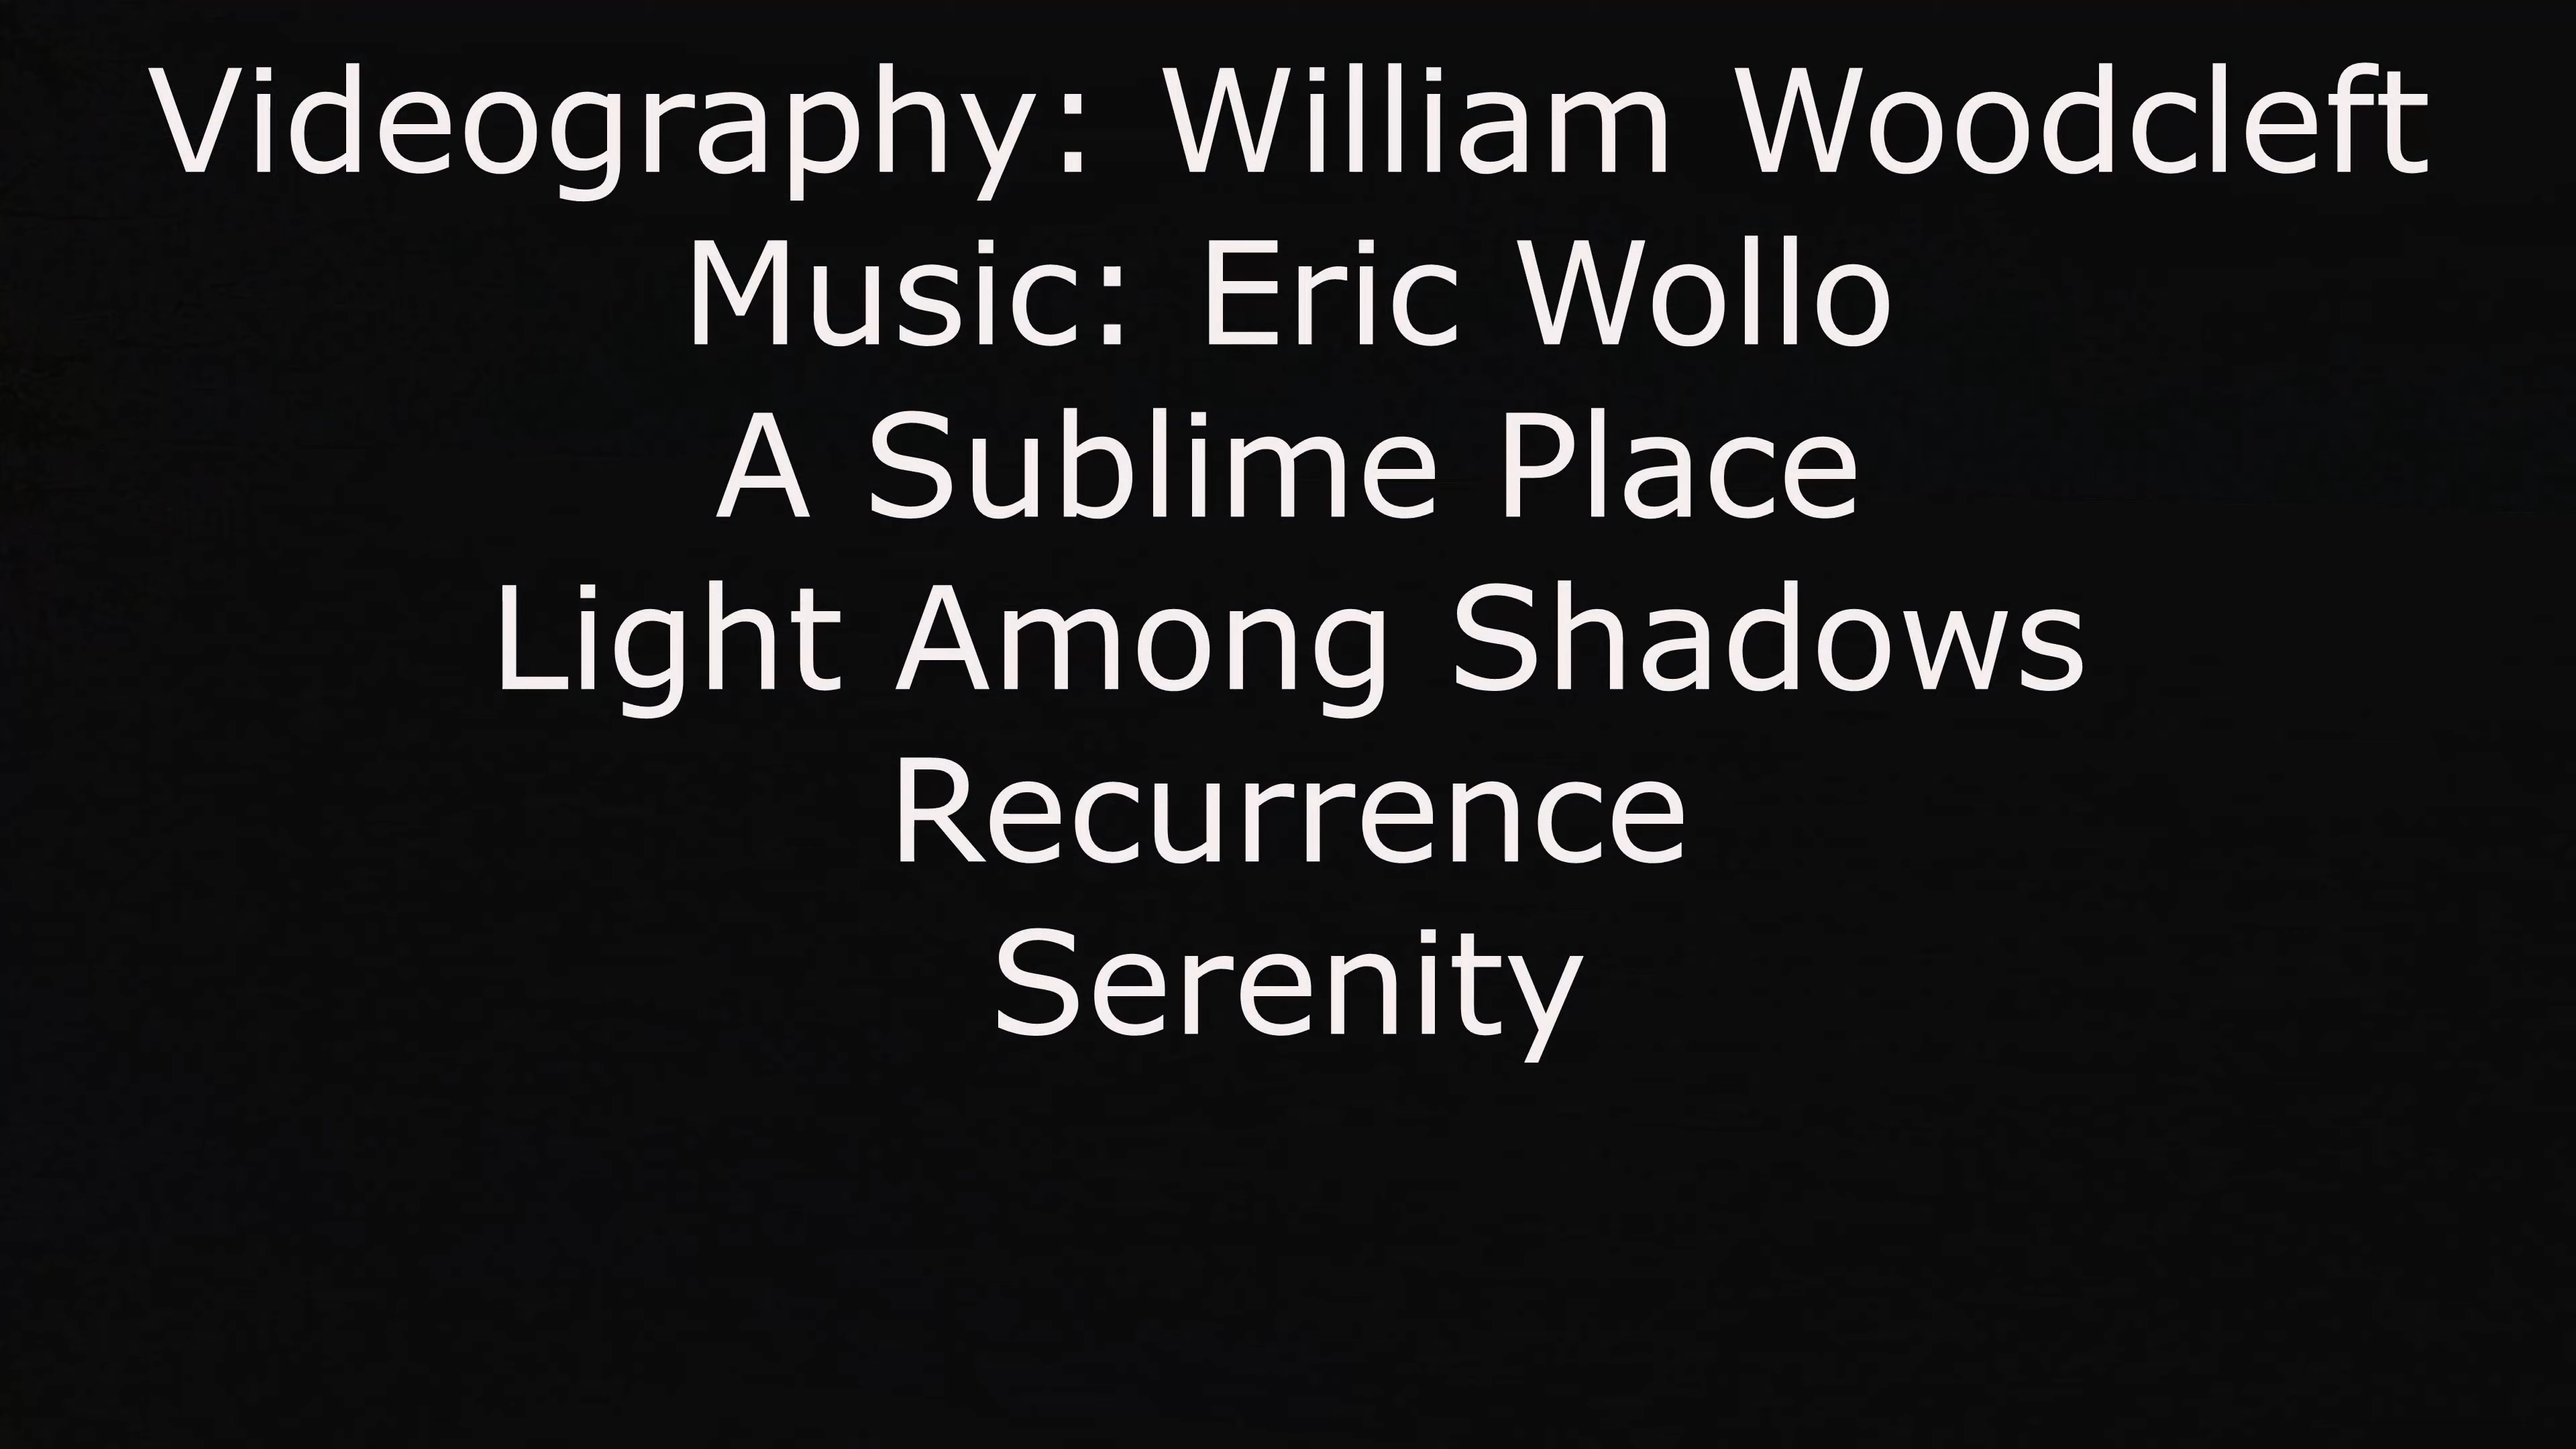 Videography: William Woodcleft
Music: Eric Wollo
A Sublime Place
Light Among Shadows
Recurrence
Serenity